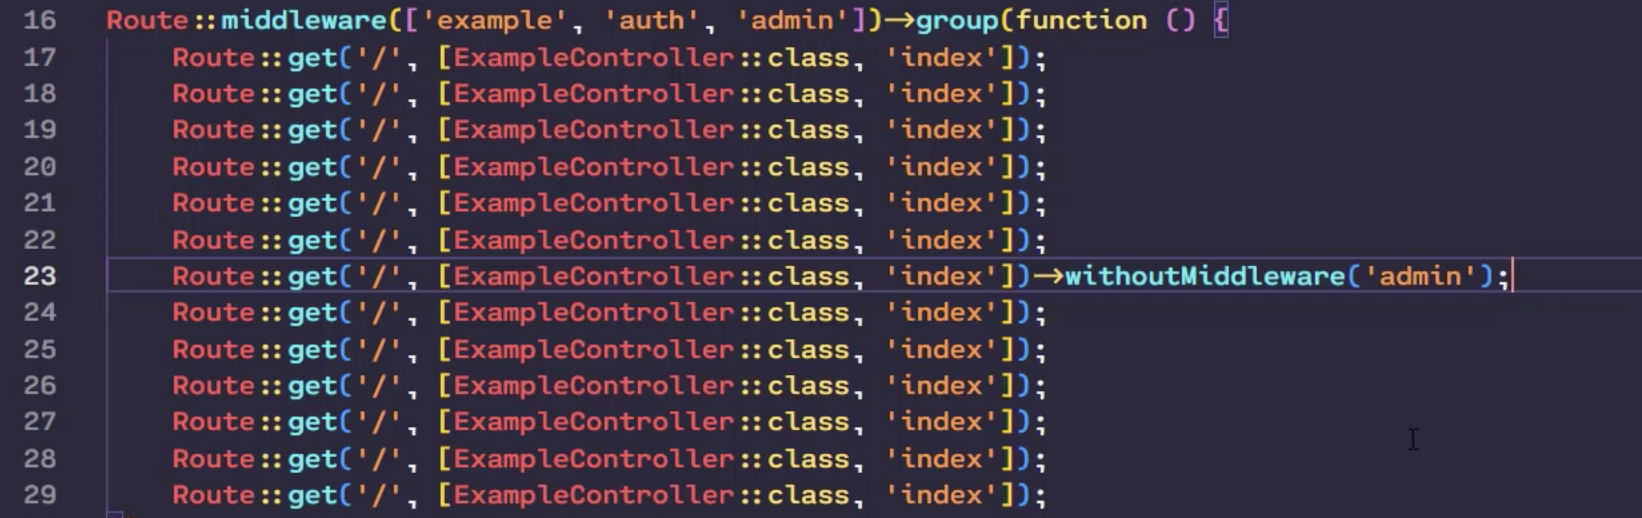 16 Route::middleware(['example', 'auth', 'admin'])->group(function () {
17 Route::get('/', [ExampleController::class, 'index']);
18 Route::get('/', [ExampleController::class, 'index']);
19 Route::get('/', [ExampleController::class, 'index']);
20 Route::get('/', [ExampleController::class, 'index']);
21 Route::get('/', [ExampleController::class, 'index']);
22 Route::get('/', [ExampleController::class, 'index']);
23 Route::get('/', [ExampleController::class, 'index'])->withoutMiddleware('admin');
24 Route::get('/', [ExampleController::class, 'index']);
25 Route::get('/', [ExampleController::class, 'index']);
26 Route::get('/', [ExampleController::class, 'index']);
27 Route::get('/', [ExampleController::class, 'index']);
28 Route::get('/', [ExampleController::class, 'index']);
29 Route::get('/', [ExampleController::class, 'index']);